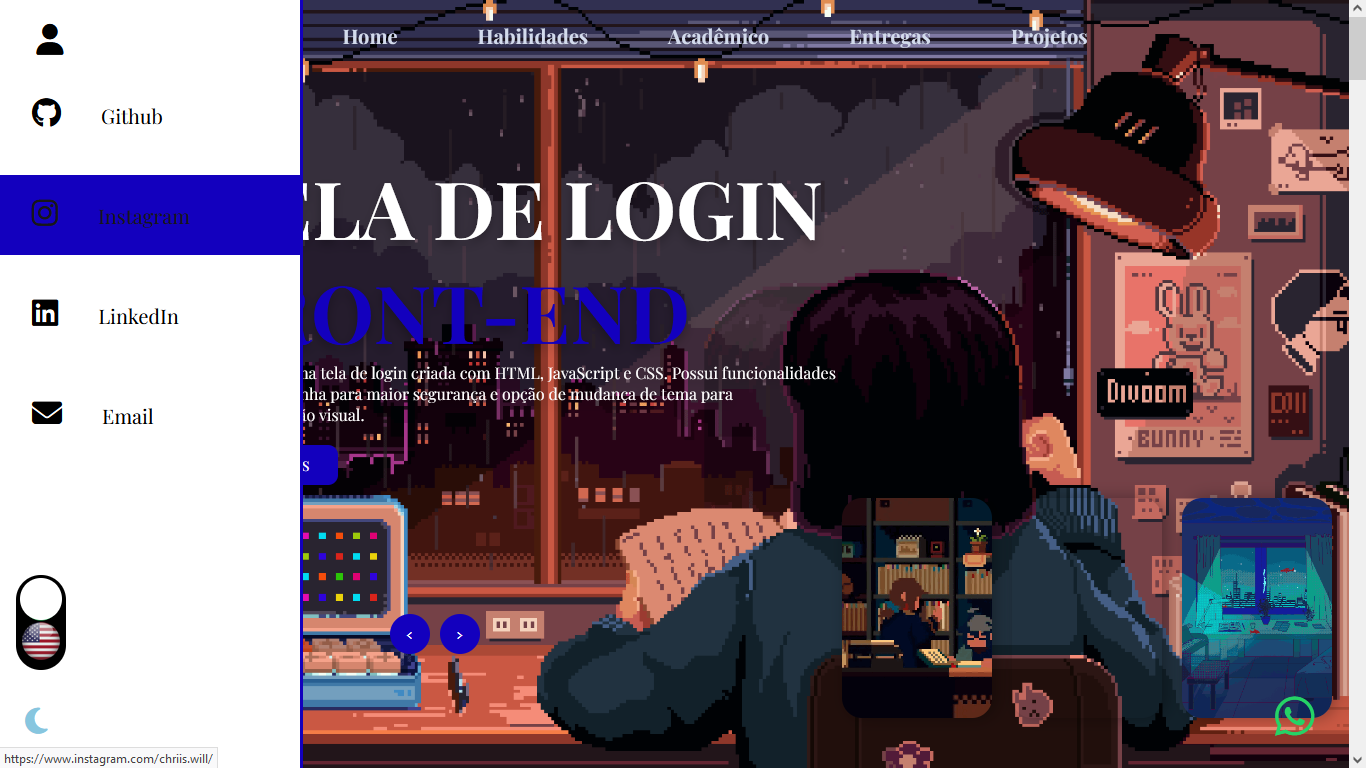 Home Habilidades Acadêmico Entregas Projetos
Github
Instagram
LinkedIn
Email
ELA DE LOGIN
RONT-END
na tela de login criada com HTML, JavaScript e CSS. Possui funcionalidades
nha para maior segurança e opção de mudança de tema para
ão visual.
s
< >
Divoom
BUNNY
https://www.instagram.com/chriis.will/